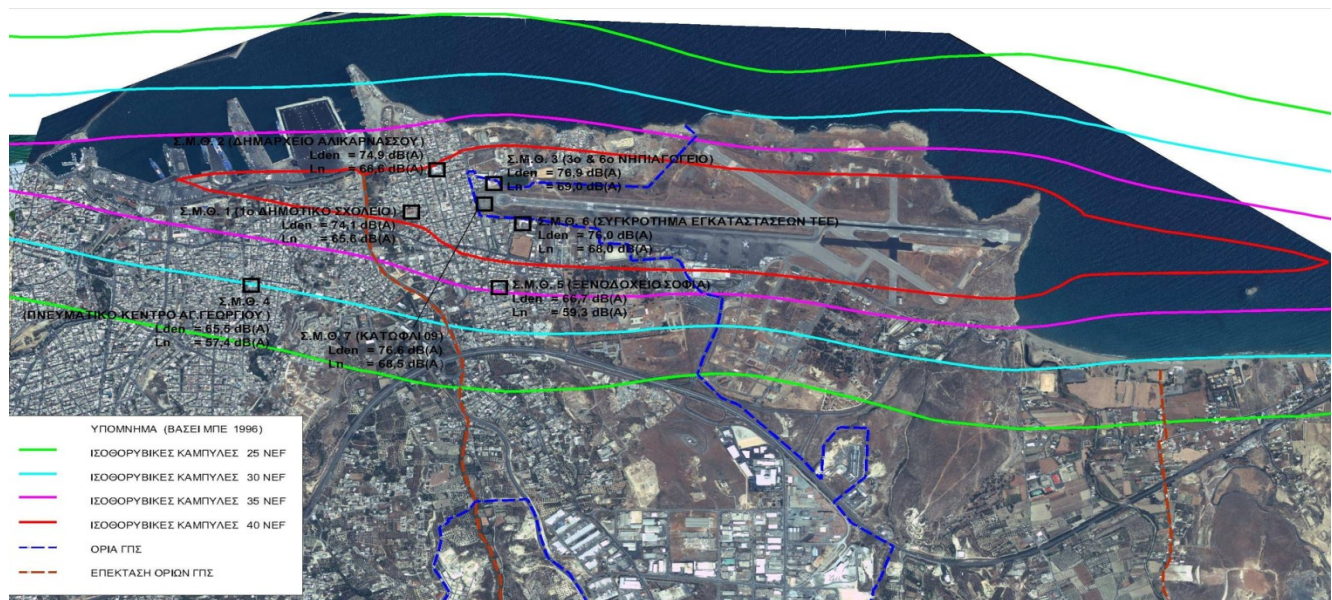 Σ.Μ.Θ. 2 (ΔΗΜΑΡΧΕΙΟ ΑΛΙΚΑΡΝΑΣΣΟΥ)
Lden = 74,9 dB(A)
Ln = 66,6 dB(A)
Σ.Μ.Θ. 3 (3ο & 6ο ΝΗΠΙΑΓΩΓΕΙΟ)
Lden = 76,9 dB(A)
Ln = 69,0 dB(A)
Σ.Μ.Θ. 1 (1ο ΔΗΜΟΤΙΚΟ ΣΧΟΛΕΙΟ)
Lden = 74,1 dB(A)
Ln = 65,6 dB(A)
Σ.Μ.Θ. 6 (ΣΥΓΚΡΟΤΗΜΑ ΕΓΚΑΤΑΣΤΑΣΕΩΝ ΤΕΕ)
Lden = 76,0 dB(A)
Ln = 68,0 dB(A)
Σ.Μ.Θ. 5 (ΞΕΝΟΔΟΧΕΙΟ ΣΟΦΙΑ)
Lden = 66,7 dB(A)
Ln = 59,3 dB(A)
Σ.Μ.Θ. 4
(ΠΝΕΥΜΑΤΙΚΟ ΚΕΝΤΡΟ ΑΓ.ΓΕΩΡΓΙΟΥ)
Lden = 65,5 dB(A)
Ln = 57,4 dB(A)
Σ.Μ.Θ. 7 (ΚΑΤΩΦΛΙ 09)
Lden = 76,6 dB(A)
Ln = 68,5 dB(A)
ΥΠΟΜΝΗΜΑ (ΒΑΣΕΙ ΜΠΕ 1996)
ΙΣΟΘΟΡΥΒΙΚΕΣ ΚΑΜΠΥΛΕΣ 25 NEF
ΙΣΟΘΟΡΥΒΙΚΕΣ ΚΑΜΠΥΛΕΣ 30 NEF
ΙΣΟΘΟΡΥΒΙΚΕΣ ΚΑΜΠΥΛΕΣ 35 NEF
ΙΣΟΘΟΡΥΒΙΚΕΣ ΚΑΜΠΥΛΕΣ 40 NEF
ΟΡΙΑ ΓΠΣ
ΕΠΕΚΤΑΣΗ ΟΡΙΩΝ ΓΠΣ